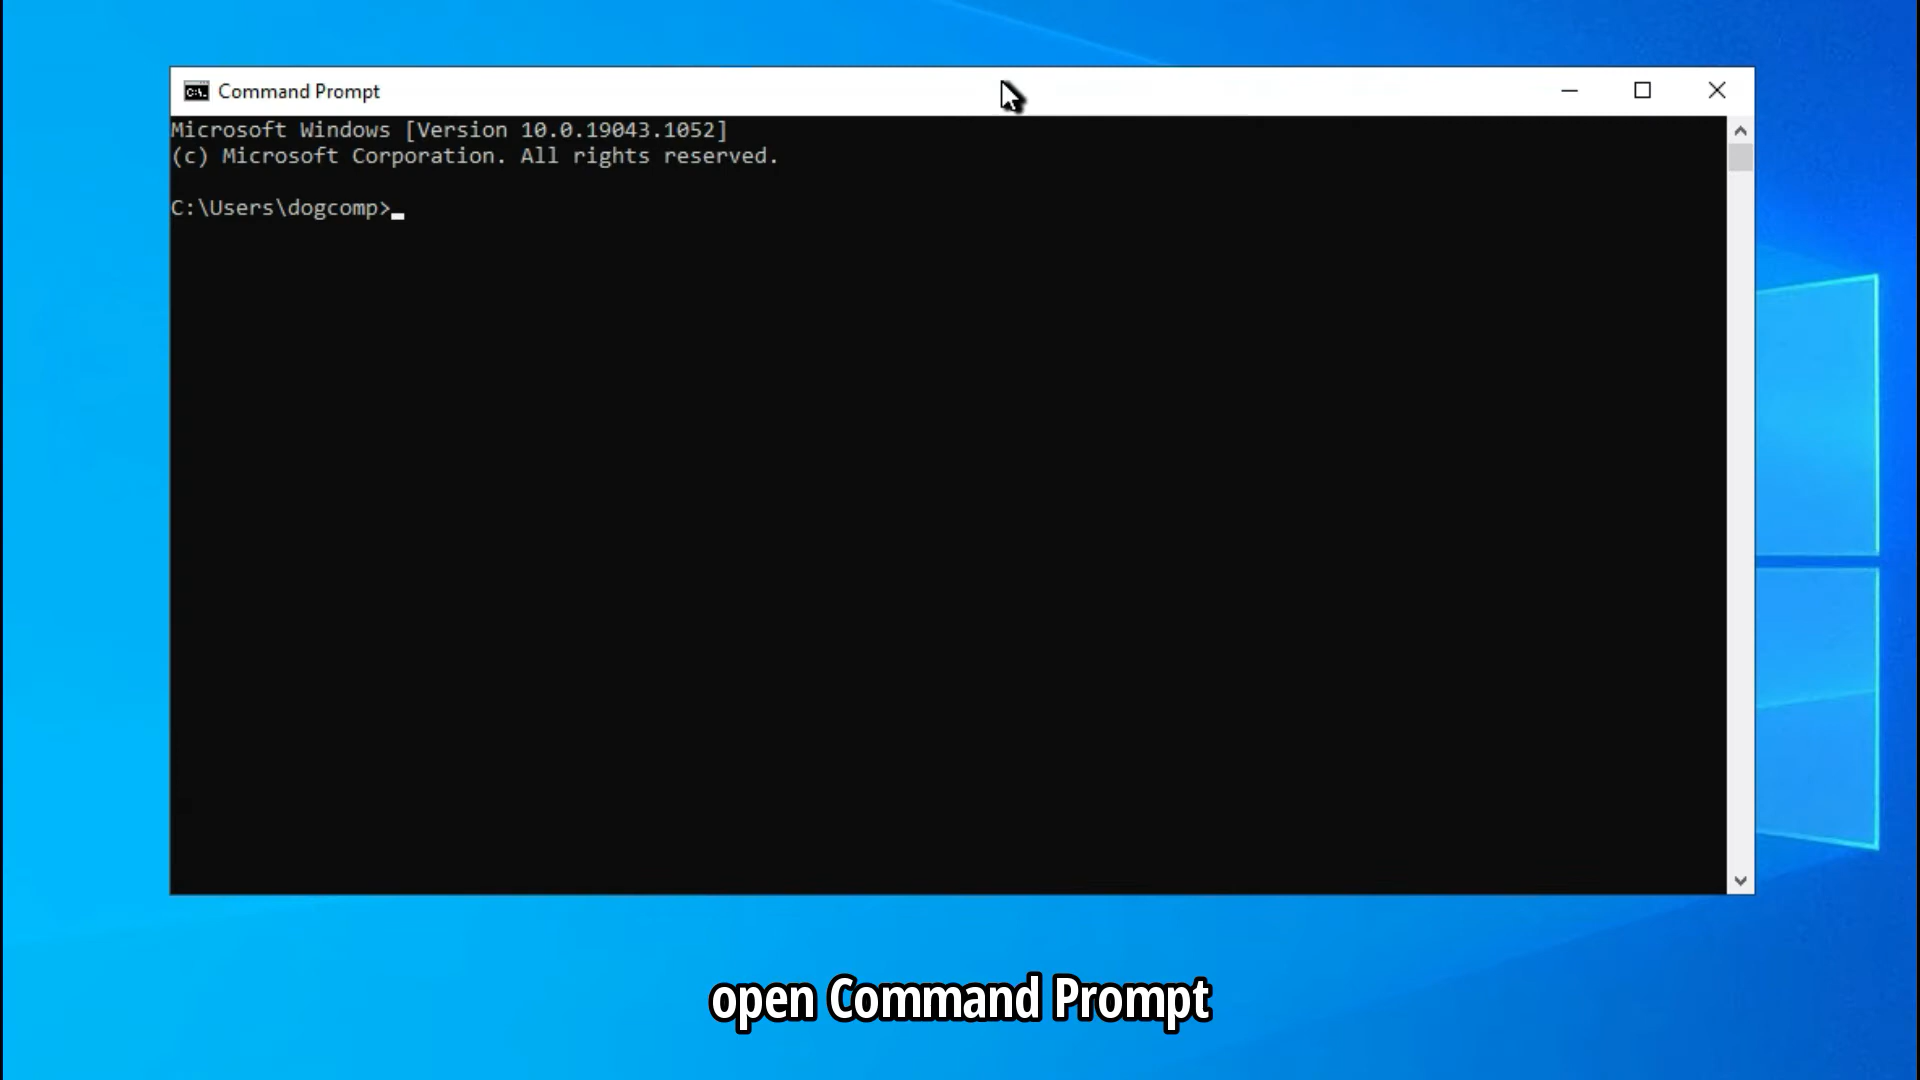 Command Prompt
Microsoft Windows [Version 10.0.19043.1052]
(c) Microsoft Corporation. All rights reserved.
C:\Users\dogcomp>
open Command Prompt